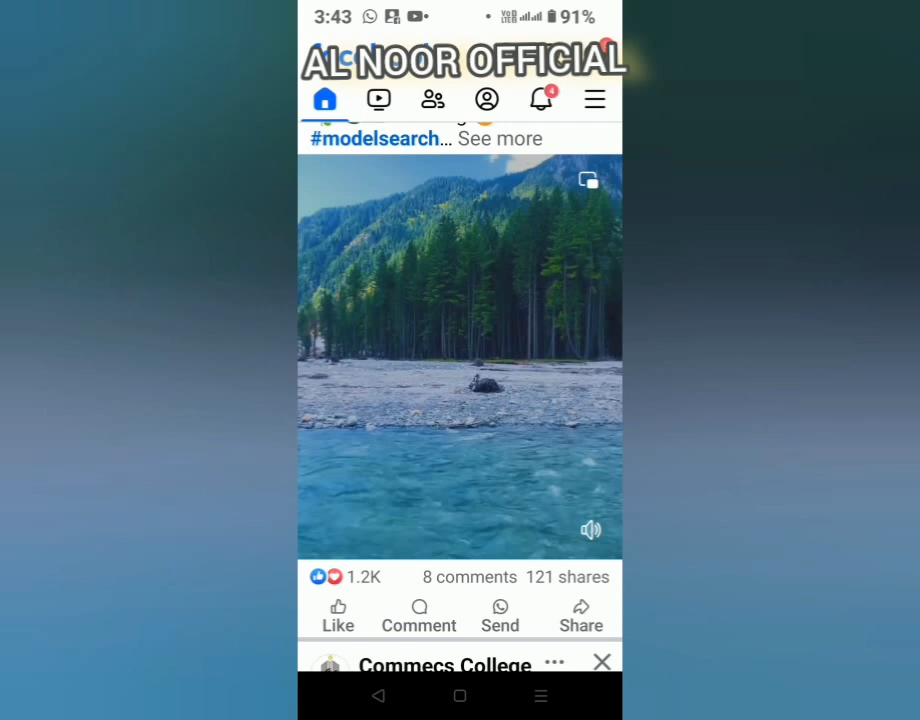 3:43 91%
AL NOOR OFFICIAL
4
#modelsearch... See more
1.2K 8 comments 121 shares
Like Comment Send Share
Commecs College